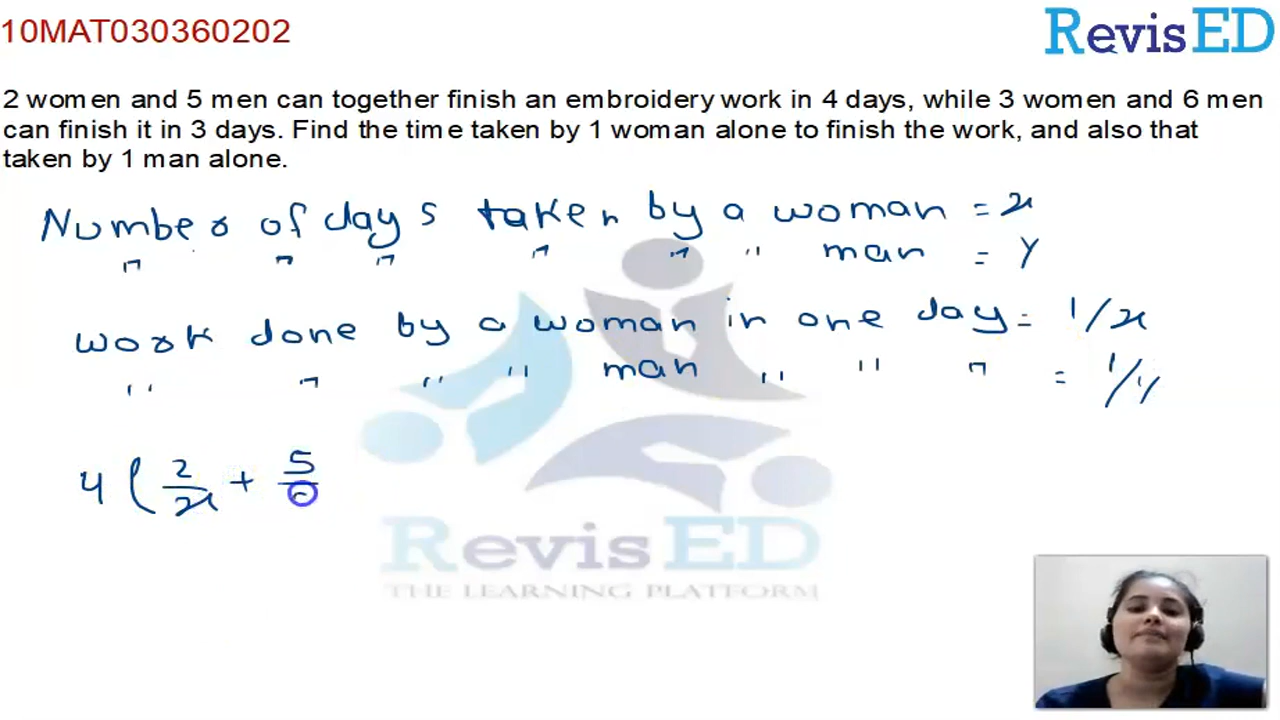 10MAT030360202
RevisED
2 women and 5 men can together finish an embroidery work in 4 days, while 3 women and 6 men
can finish it in 3 days. Find the time taken by 1 woman alone to finish the work, and also that
taken by 1 man alone.
Number of days taken by a woman = x
" " " " " " man = y
work done by a woman in one day = 1/x
" " " " man " " " = 1/y
4 ( 2/x + 5/
RevisED
THE LEARNING PLATFORM